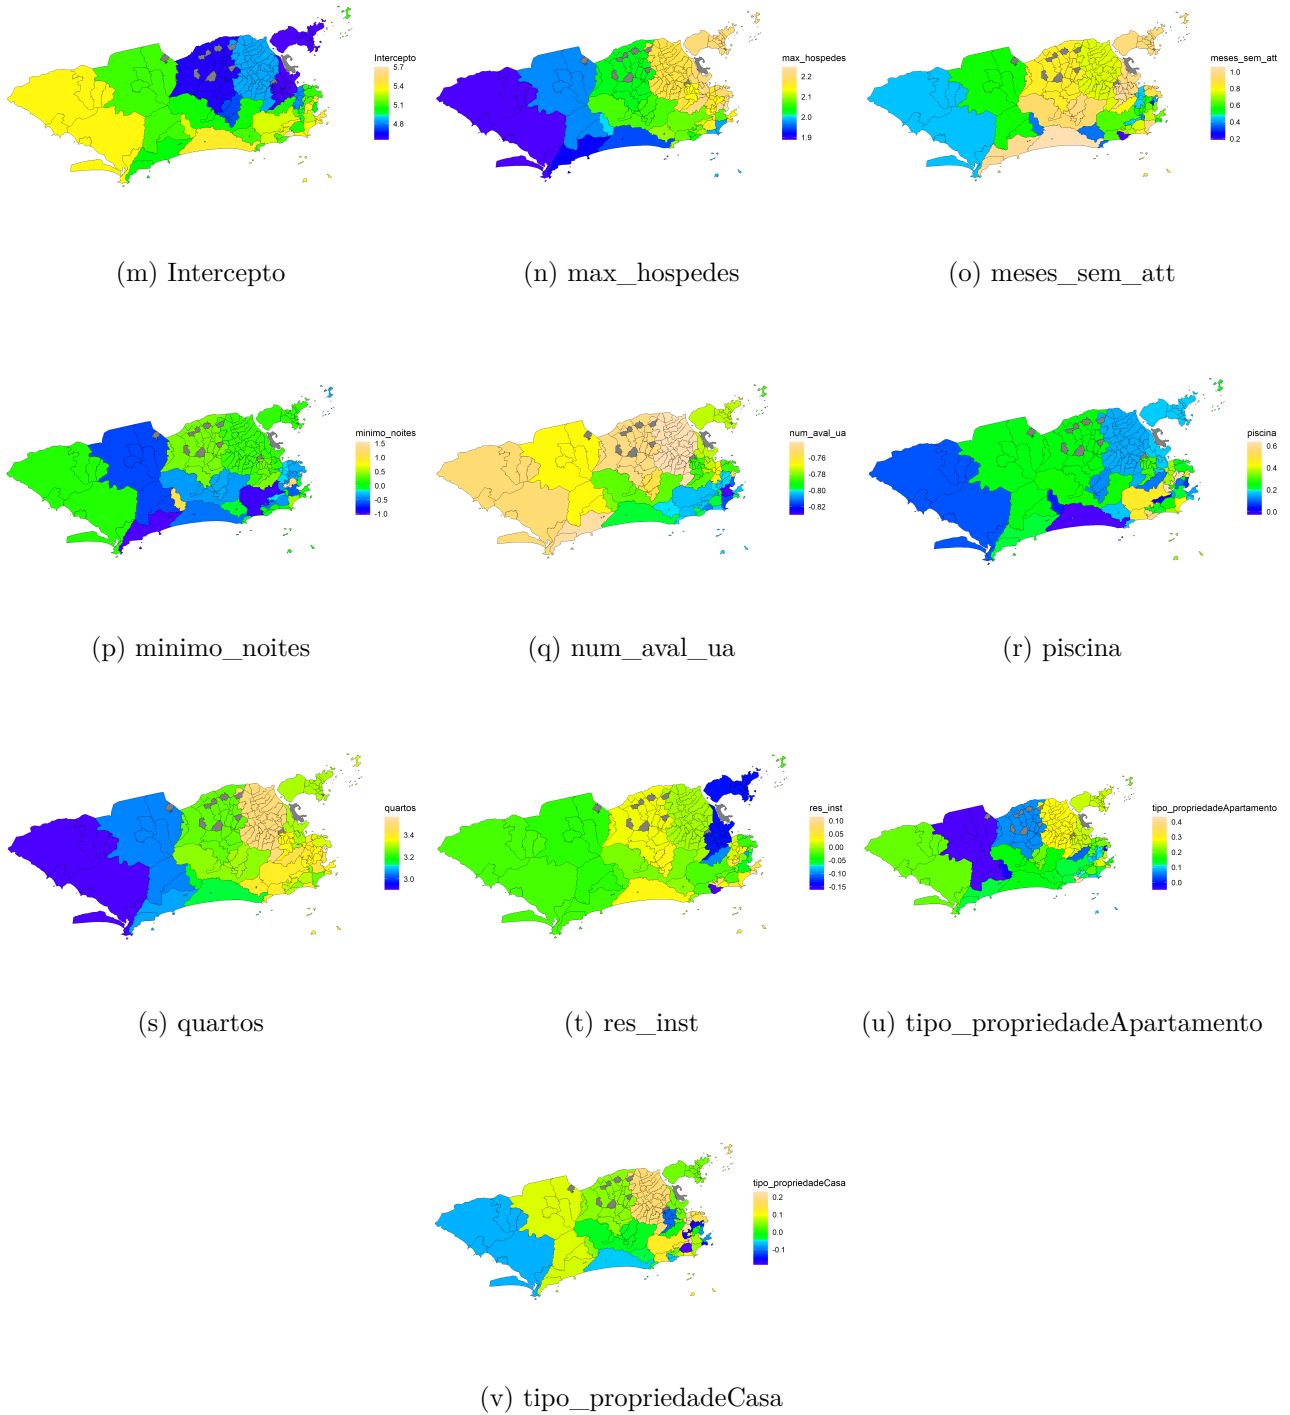 Intercepto
5.7
5.4
5.1
4.8
max_hospedes
2.2
2.1
2.0
1.9
meses_sem_att
1.0
0.8
0.6
0.4
0.2
(m) Intercepto
(n) max_hospedes
(o) meses_sem_att
minimo_noites
1.5
1.0
0.5
0.0
-0.5
-1.0
num_aval_ua
-0.76
-0.78
-0.80
-0.82
piscina
0.6
0.4
0.2
0.0
(p) minimo_noites
(q) num_aval_ua
(r) piscina
quartos
3.4
3.2
3.0
res_inst
0.10
0.05
0.00
-0.05
-0.10
-0.15
tipo_propriedadeApartamento
0.4
0.3
0.2
0.1
0.0
(s) quartos
(t) res_inst
(u) tipo_propriedadeApartamento
tipo_propriedadeCasa
0.2
0.1
0.0
-0.1
(v) tipo_propriedadeCasa